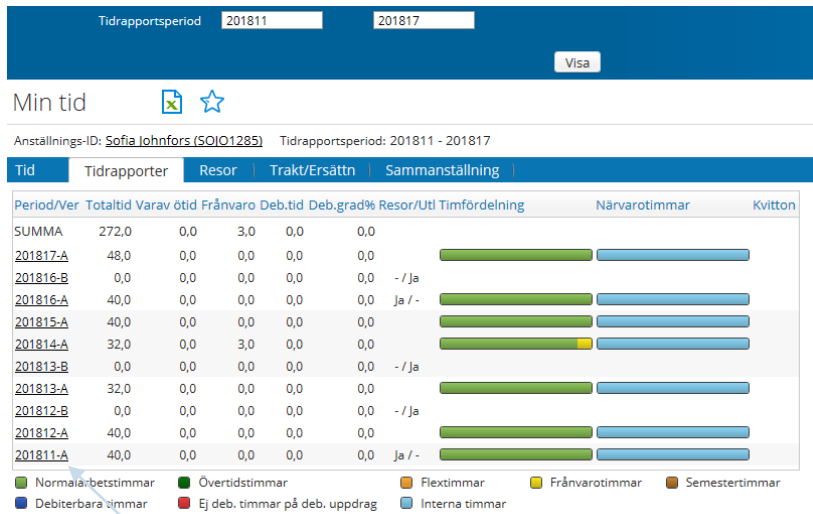 Tidrapportsperiod 201811 201817
Visa
Min tid
Anställnings-ID: Sofia Johnfors (SOJO1285) Tidrapportsperiod: 201811 - 201817
Tid Tidrapporter Resor Trakt/Ersättn Sammanställning
Period/Ver Totaltid Varav ötid Frånvaro Deb.tid Deb.grad% Resor/Utl Timfördelning Närvarotimmar Kvitton
SUMMA 272,0 0,0 3,0 0,0 0,0
201817-A 48,0 0,0 0,0 0,0 0,0
201816-B 0,0 0,0 0,0 0,0 0,0 - / Ja
201816-A 40,0 0,0 0,0 0,0 0,0 Ja / -
201815-A 40,0 0,0 0,0 0,0 0,0
201814-A 32,0 0,0 3,0 0,0 0,0
201813-B 0,0 0,0 0,0 0,0 0,0 - / Ja
201813-A 32,0 0,0 0,0 0,0 0,0
201812-B 0,0 0,0 0,0 0,0 0,0 - / Ja
201812-A 40,0 0,0 0,0 0,0 0,0
201811-A 40,0 0,0 0,0 0,0 0,0 Ja / -
Normalarbetstimmar Övertidstimmar Flextimmar Frånvarotimmar Semestertimmar
Debiterbara timmar Ej deb. timmar på deb. uppdrag Interna timmar